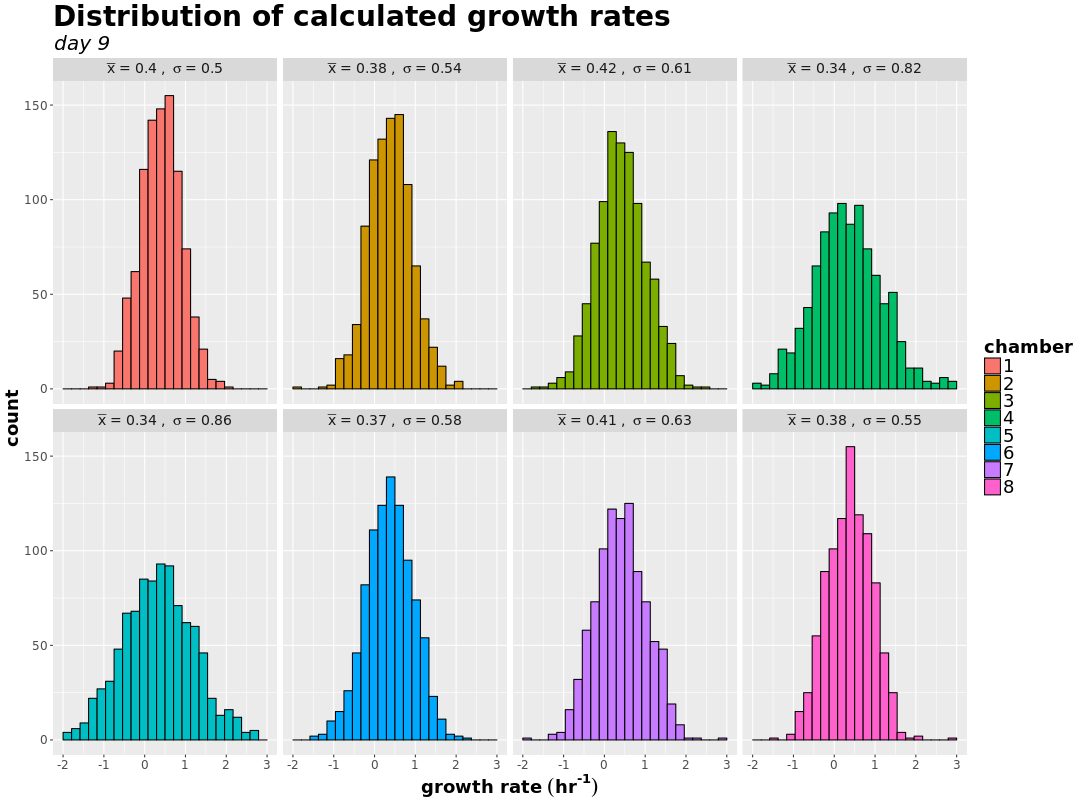 Distribution of calculated growth rates
day 9
x̅ = 0.4 , σ = 0.5
x̅ = 0.38 , σ = 0.54
x̅ = 0.42 , σ = 0.61
x̅ = 0.34 , σ = 0.82
150
100
50
0
x̅ = 0.34 , σ = 0.86
x̅ = 0.37 , σ = 0.58
x̅ = 0.41 , σ = 0.63
x̅ = 0.38 , σ = 0.55
150
100
50
0
-2 -1 0 1 2 3
-2 -1 0 1 2 3
-2 -1 0 1 2 3
-2 -1 0 1 2 3
count
growth rate (hr⁻¹)
chamber
1
2
3
4
5
6
7
8